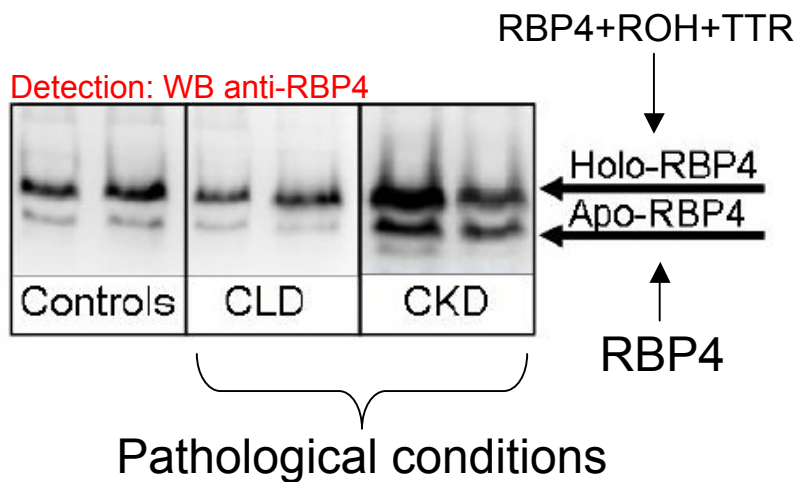 RBP4+ROH+TTR
Detection: WB anti-RBP4
Holo-RBP4
Apo-RBP4
Controls
CLD
CKD
RBP4
Pathological conditions